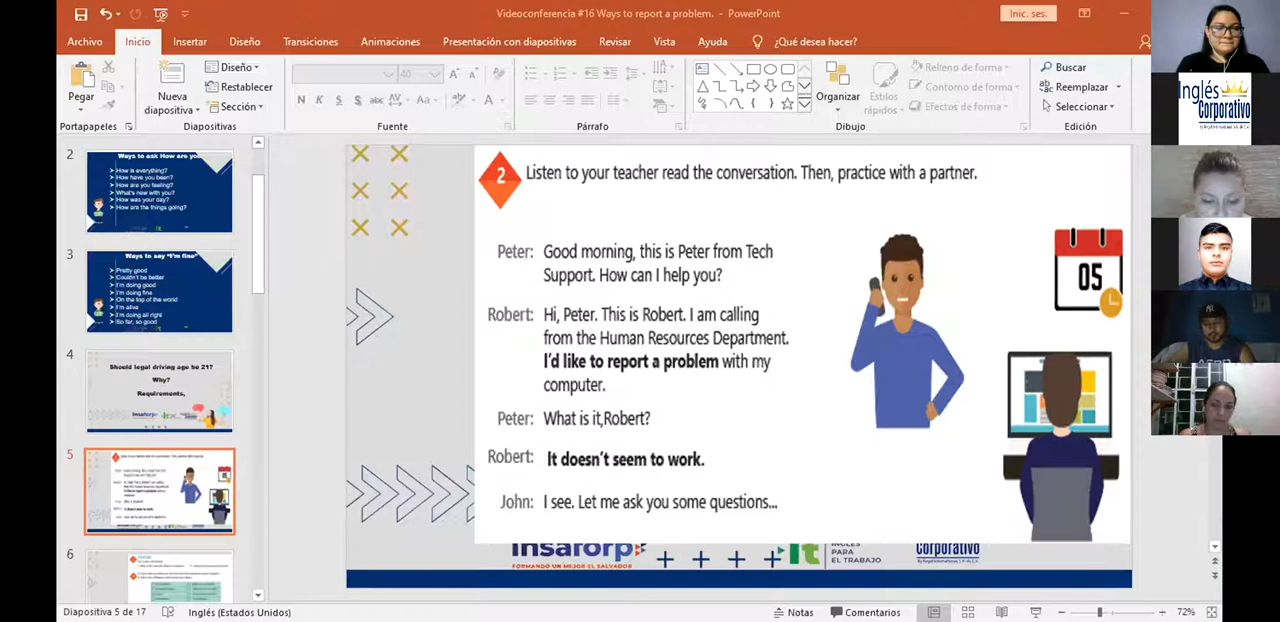 Videoconferencia #16 Ways to report a problem. - PowerPoint
Inic. ses.
Archivo Inicio Insertar Diseño Transiciones Animaciones Presentación con diapositivas Revisar Vista Ayuda ¿Qué desea hacer?
Pegar
Nueva diapositiva
Diseño
Restablecer
Sección
40
N K S S abc AV Aa A
Organizar
Estilos rápidos
Relleno de forma
Contorno de forma
Efectos de forma
Buscar
Reemplazar
Seleccionar
Portapapeles Diapositivas Fuente Párrafo Dibujo Edición
Inglés
Corporativo
2
Ways to ask How are you
How is everything?
How have you been?
How are you feeling?
What's new with you?
How was your day?
How are the things going?
3
Ways to say "I'm fine"
Pretty good
Couldn't be better
I'm doing good
I'm doing fine
On the top of the world
I'm alive
I'm doing all right
So far, so good
4
Should legal driving age be 21?
Why?
Requirements,
5
6
2 Listen to your teacher read the conversation. Then, practice with a partner.
Peter: Good morning, this is Peter from Tech
Support. How can I help you?
Robert: Hi, Peter. This is Robert. I am calling
from the Human Resources Department.
I'd like to report a problem with my
computer.
Peter: What is it,Robert?
Robert: It doesn't seem to work.
John: I see. Let me ask you some questions...
05
Insaforp
FORMANDO UN MEJOR EL SALVADOR
INGLÉS
PARA
EL TRABAJO
Corporativo
Diapositiva 5 de 17 Inglés (Estados Unidos) Notas Comentarios 72%